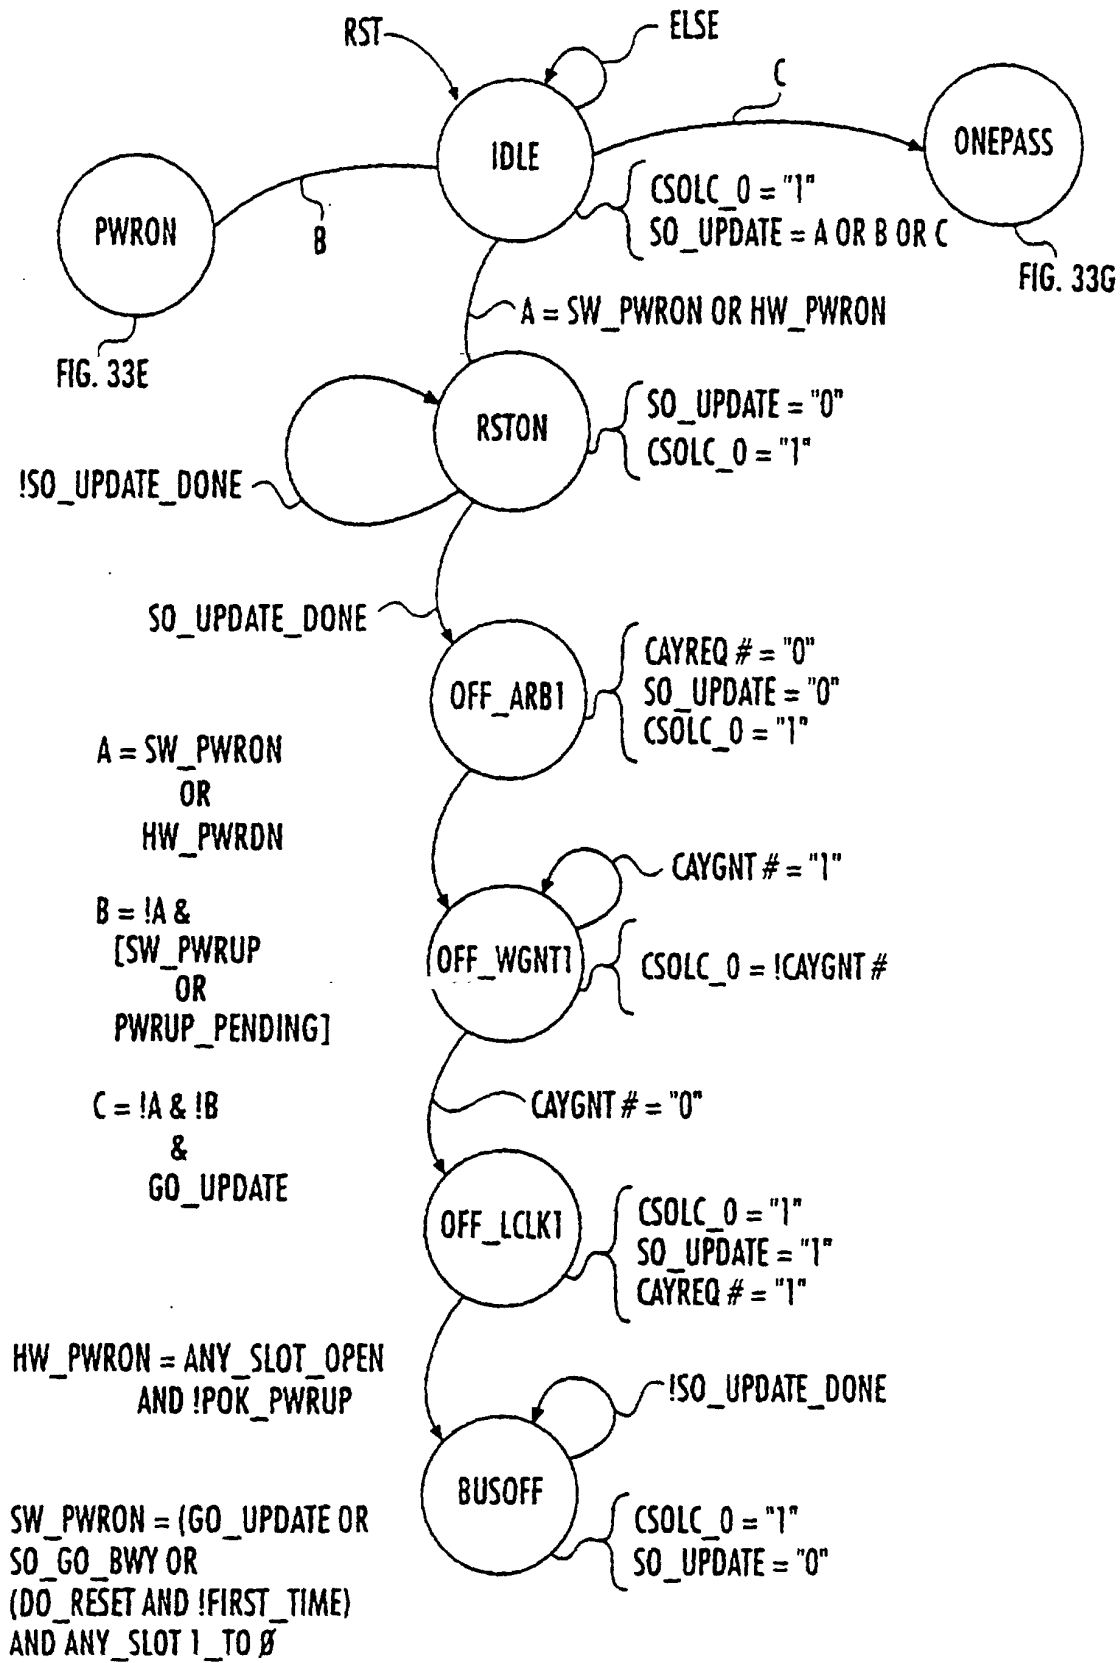 RST
ELSE
C
IDLE
ONEPASS
PWRON
B
CSOLC_0 = "1"
SO_UPDATE = A OR B OR C
FIG. 33G
FIG. 33E
A = SW_PWRON OR HW_PWRON
RSTON
SO_UPDATE = "0"
CSOLC_0 = "1"
!SO_UPDATE_DONE
SO_UPDATE_DONE
OFF_ARB1
CAYREQ # = "0"
SO_UPDATE = "0"
CSOLC_0 = "1"
A = SW_PWRON
OR
HW_PWRDN
CAYGNT # = "1"
B = !A &
[SW_PWRUP
OR
PWRUP_PENDING]
OFF_WGNT1
CSOLC_0 = !CAYGNT #
C = !A & !B
&
GO_UPDATE
CAYGNT # = "0"
OFF_LCLK1
CSOLC_0 = "1"
SO_UPDATE = "1"
CAYREQ # = "1"
HW_PWRON = ANY_SLOT_OPEN
AND !POK_PWRUP
!SO_UPDATE_DONE
BUSOFF
CSOLC_0 = "1"
SO_UPDATE = "0"
SW_PWRON = (GO_UPDATE OR
SO_GO_BWY OR
(DO_RESET AND !FIRST_TIME)
AND ANY_SLOT 1_TO Ø